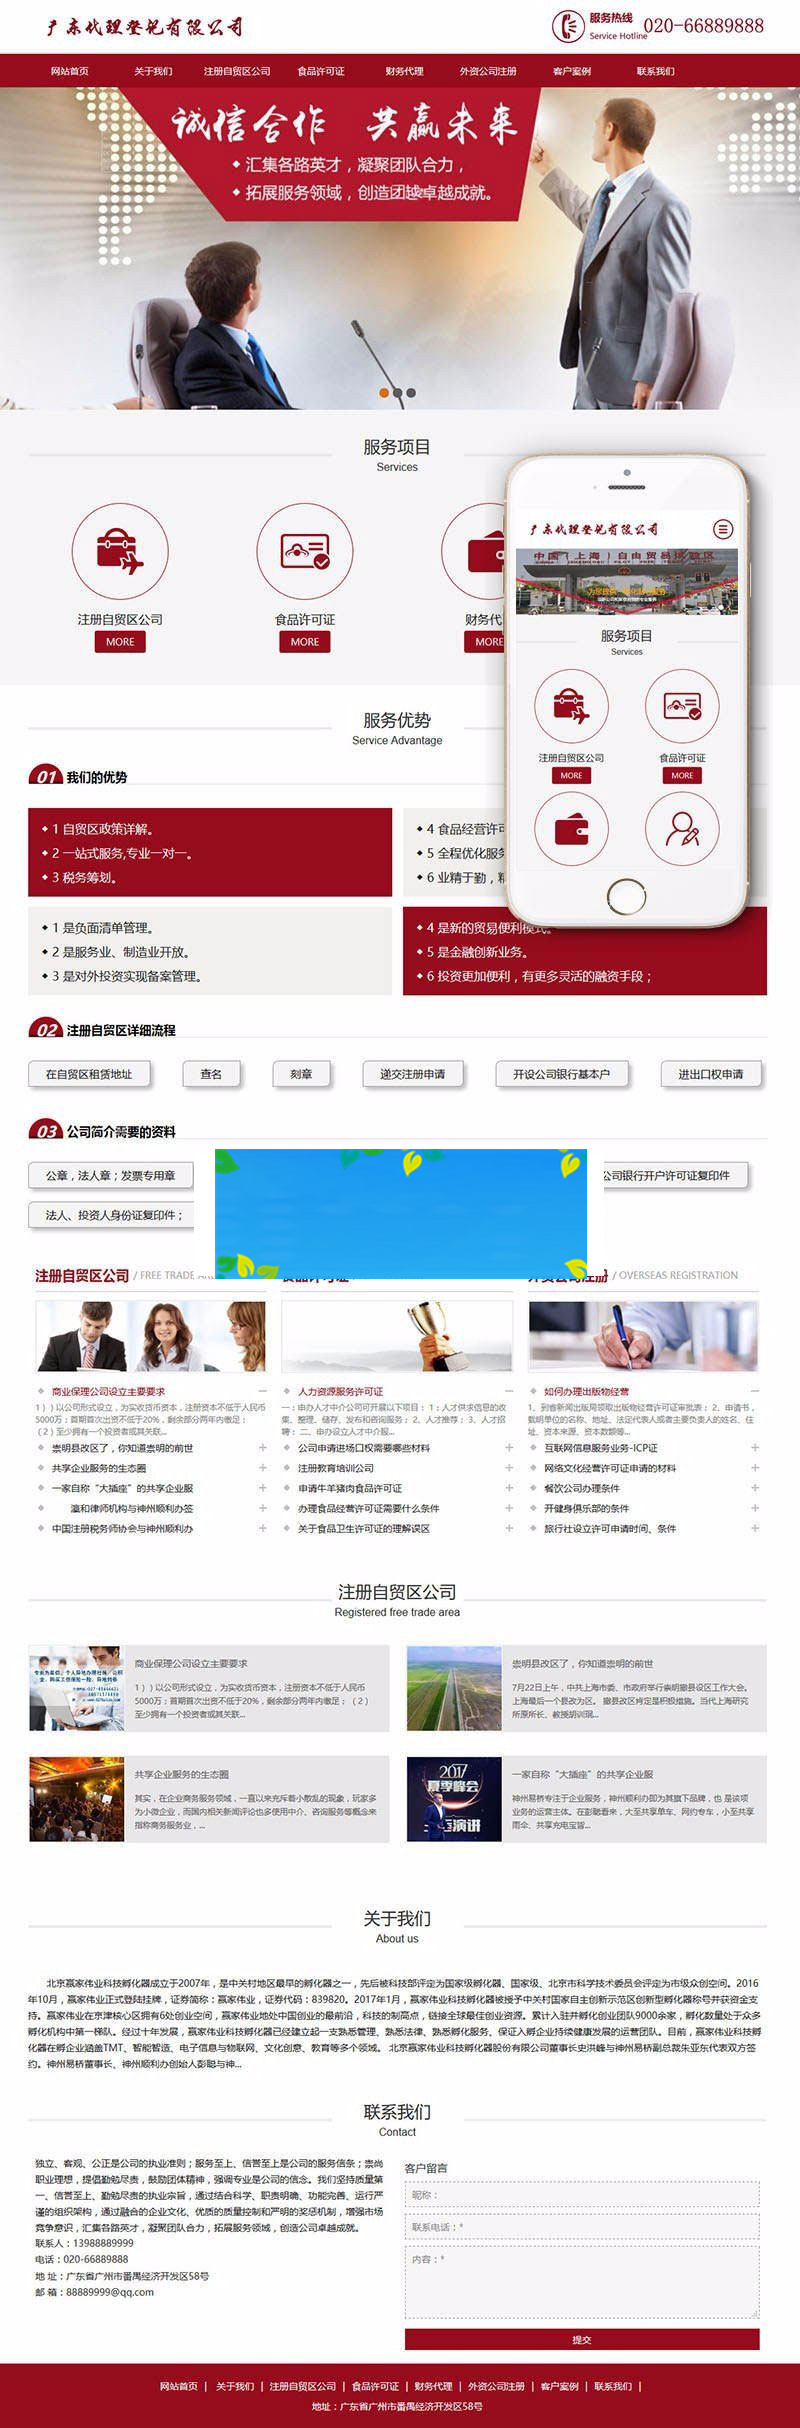 广东代理登记有限公司
服务热线
Service Hotline
020-66889888
网站首页 关于我们 注册自贸区公司 食品许可证 财务代理 外资公司注册 客户案例 联系我们
诚信合作 共赢未来
汇集各路英才，凝聚团队合力，
拓展服务领域，创造团越卓越成就。
服务项目
Services
注册自贸区公司 食品许可证 财务代
MORE MORE MORE
广东代理登记有限公司
中国(上海)自由贸易试验区
服务项目
Services
注册自贸区公司 食品许可证
MORE MORE
服务优势
Service Advantage
01 我们的优势
1 自贸区政策详解。
2 一站式服务,专业一对一。
3 税务筹划。
4 食品经营许可
5 全程优化服务
6 业精于勤，精
1 是负面清单管理。
2 是服务业、制造业开放。
3 是对外投资实现备案管理。
4 是新的贸易便利模式。
5 是金融创新业务。
6 投资更加便利，有更多灵活的融资手段；
02 注册自贸区详细流程
在自贸区租赁地址 查名 刻章 递交注册申请 开设公司银行基本户 进出口权申请
03 公司简介需要的资料
公章，法人章；发票专用章
公司银行开户许可证复印件
法人、投资人身份证复印件；
注册自贸区公司 / FREE TRADE
/ OVERSEAS REGISTRATION
商业保理公司设立主要要求
1））以公司形式设立，为实收货币资本，注册资本不低于人民币
5000万；首期首次出资不低于20%，剩余部分两年内缴足；
（2）至少拥有一个投资者或其关联...
崇明县改区了，你知道崇明的前世
共享企业服务的生态圈
一家自称“大插座”的共享企业服
瀛和律师机构与神州顺利办签
中国注册税务师协会与神州顺利办
人力资源服务许可证
一：申办人才中介公司可开展以下项目： 1；人才供求信息的收
集、整理、储存、发布和咨询服务； 2、人才推荐； 3、人才招
聘； 二、申办设立人才中介服...
公司申请进场口权需要哪些材料
注册教育培训公司
申请牛羊猪肉食品许可证
办理食品经营许可证需要什么条件
关于食品卫生许可证的理解误区
如何办理出版物经营
1、到省新闻出版局领取出版物经营许可证审批表； 2、申请书，
载明单位的名称、地址、法定代表人或者主要负责人的姓名、住
址、资本来源、资本数额等...
互联网信息服务业务-ICP证
网络文化经营许可证申请的材料
餐饮公司办理条件
开健身俱乐部的条件
旅行社设立许可申请时间、条件
注册自贸区公司
Registered free trade area
商业保理公司设立主要要求
1））以公司形式设立，为实收货币资本，注册资本不低于人民币
5000万；首期首次出资不低于20%，剩余部分两年内缴足；（2）
至少拥有一个投资者或其关联...
崇明县改区了，你知道崇明的前世
7月22日上午，中共上海市委、市政府举行崇明撤县设区工作大会。
上海最后一个县改为区。 撤县改区肯定是积极措施。当代上海研究
所原所长、教授胡训珉...
共享企业服务的生态圈
其实，在企业商务服务领域，一直以来充斥着小散乱的现象，玩家多
为小微企业，而国内相关新闻评论也多使用中介、咨询服务等概念来
指称商务服务业，...
2017
夏季峰会
演讲
一家自称“大插座”的共享企业服
神州易桥专注于企业服务，神州顺利办即为其旗下品牌，也 是该项
业务的运营主体。在彭聪看来，大至共享单车、网约专车，小至共享
雨伞、共享充电宝皆...
关于我们
About us
北京赢家伟业科技孵化器成立于2007年，是中关村地区最早的孵化器之一，先后被科技部评定为国家级孵化器、国家级、北京市科学技术委员会评定为市级众创空间。2016
年10月，赢家伟业正式登陆挂牌，证券简称：赢家伟业，证券代码：839820。2017年1月，赢家伟业科技孵化器被授予中关村国家自主创新示范区创新型孵化器称号并获资金支
持。赢家伟业在京津核心区拥有6处创业空间，赢家伟业地处中国创业的最前沿，科技的制高点，链接全球最佳创业资源。累计入驻并孵化创业团队9000余家，孵化数量处于众多
孵化机构中第一梯队。经过十年发展，赢家伟业科技孵化器已经建立起一支熟悉管理、熟悉法律、熟悉孵化服务、保证入孵企业持续健康发展的运营团队。目前，赢家伟业科技孵
化器在孵企业涵盖TMT、智能智造、电子信息与物联网、文化创意、教育等多个领域。 北京赢家伟业科技孵化器股份有限公司董事长史洪峰与神州易桥副总裁朱亚东代表双方签
约。神州易桥董事长、神州顺利办创始人彭聪与神...
联系我们
Contact
独立、客观、公正是公司的执业准则；服务至上、信誉至上是公司的服务信条；崇尚
职业理想，提倡勤勉尽责，鼓励团体精神，强调专业是公司的信念。我们坚持质量第
一、信誉至上、勤勉尽责的执业宗旨，通过结合科学、职责明确、功能完善、运行严
谨的组织架构，通过融合的企业文化、优质的质量控制和严明的奖惩机制，增强市场
竞争意识，汇集各路英才，凝聚团队合力，拓展服务领域，创造公司卓越成就。
联系人：13988889999
电话：020-66889888
地 址：广东省广州市番禺经济开发区58号
邮 箱：88889999@qq.com
客户留言
昵称：
联系电话：*
内容：*
提交
网站首页 | 关于我们 | 注册自贸区公司 | 食品许可证 | 财务代理 | 外资公司注册 | 客户案例 | 联系我们 |
地址：广东省广州市番禺经济开发区58号